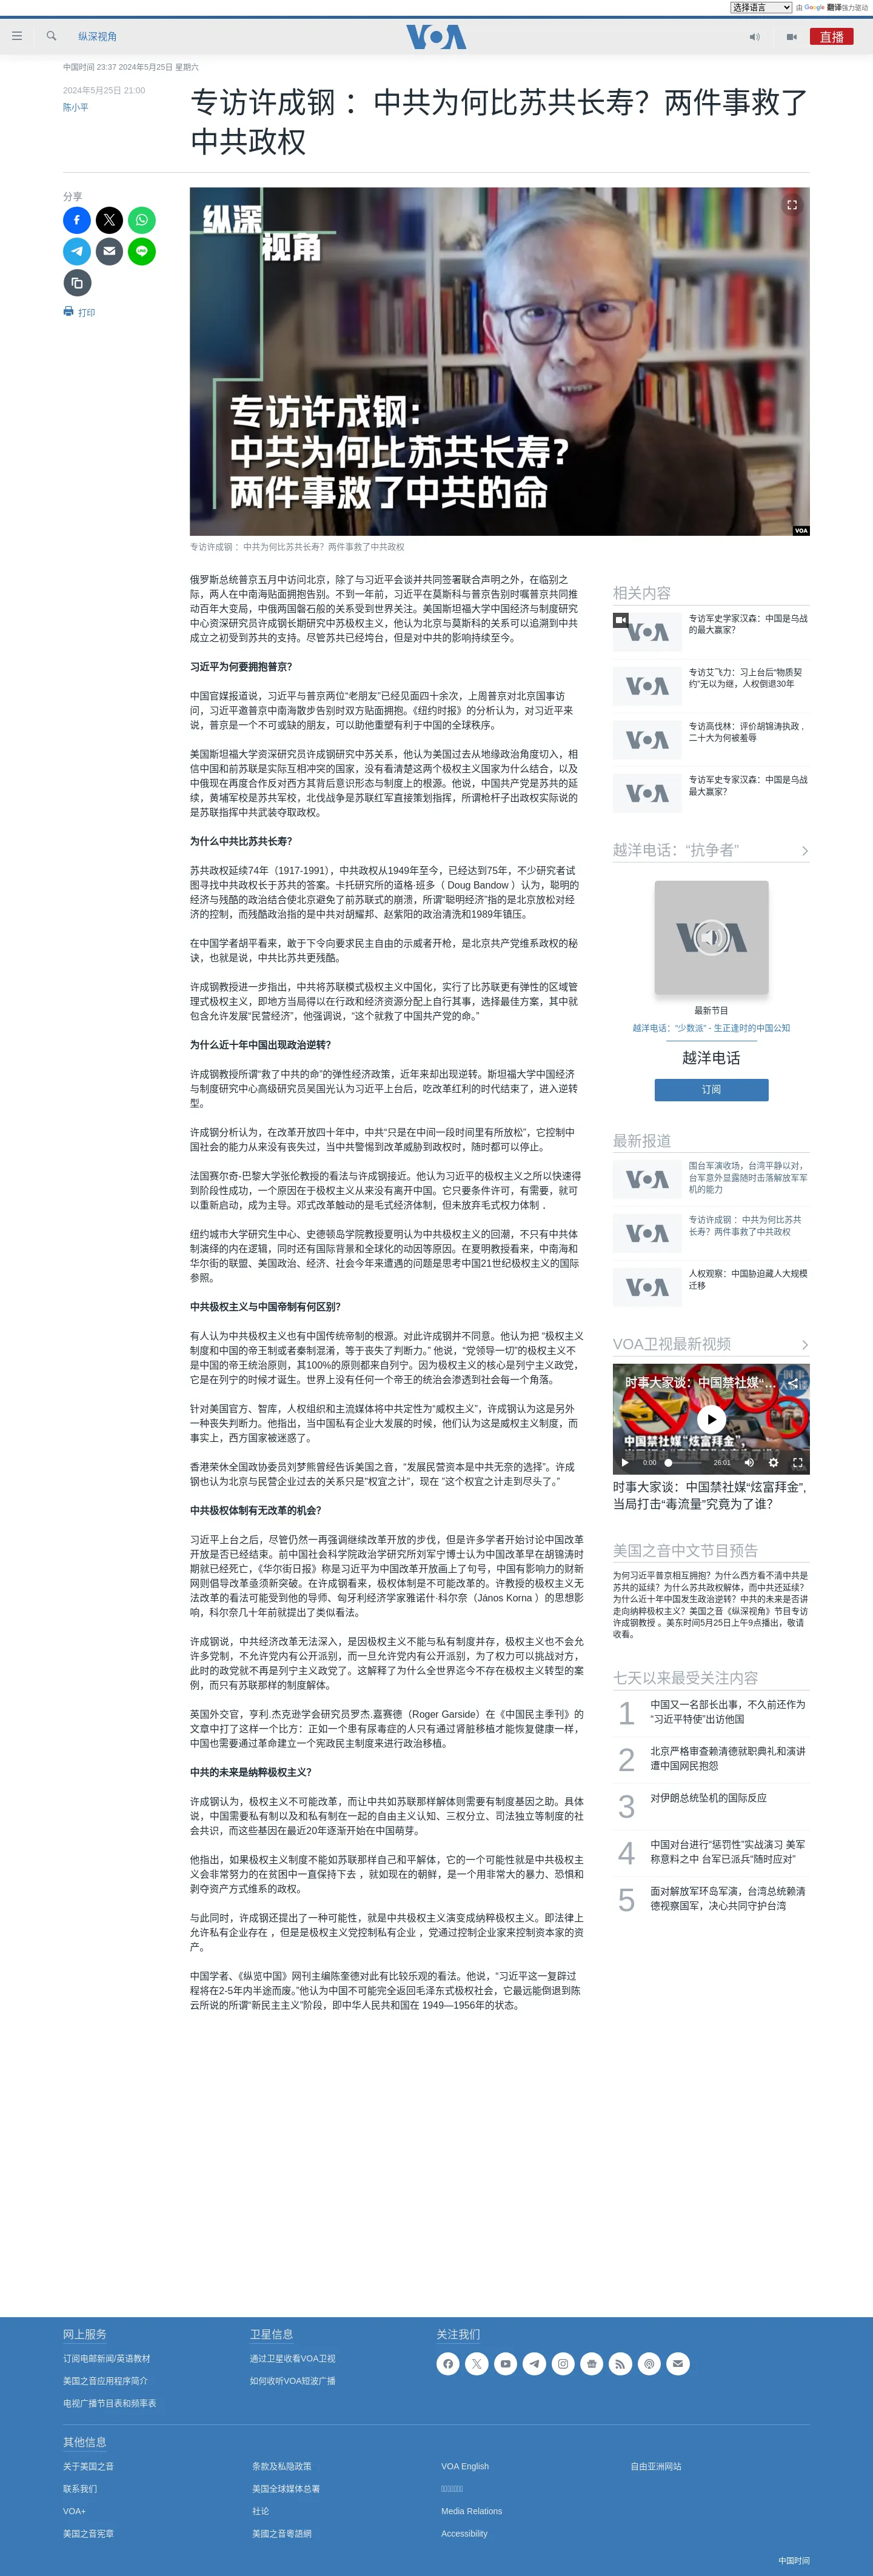 选择语言 由 Google 翻译强力驱动
纵深视角
VOA
直播
中国时间 23:37 2024年5月25日 星期六
2024年5月25日 21:00
陈小平
专访许成钢 ：中共为何比苏共长寿？两件事救了
中共政权
分享
打印
纵深
视角
专访许成钢：
中共为何比苏共长寿?
两件事救了中共的命
VOA
专访许成钢 ：中共为何比苏共长寿？两件事救了中共政权
俄罗斯总统普京五月中访问北京，除了与习近平会谈并共同签署联合声明之外，在临别之
际，两人在中南海贴面拥抱告别。不到一年前，习近平在莫斯科与普京告别时嘱普京共同推
动百年大变局，中俄两国磐石般的关系受到世界关注。美国斯坦福大学中国经济与制度研究
中心资深研究员许成钢长期研究中苏极权主义，他认为北京与莫斯科的关系可以追溯到中共
成立之初受到苏共的支持。尽管苏共已经垮台，但是对中共的影响持续至今。
习近平为何要拥抱普京？
中国官媒报道说，习近平与普京两位“老朋友”已经见面四十余次，上周普京对北京国事访
问，习近平邀普京中南海散步告别时双方贴面拥抱。《纽约时报》的分析认为，对习近平来
说，普京是一个不可或缺的朋友，可以助他重塑有利于中国的全球秩序。
美国斯坦福大学资深研究员许成钢研究中苏关系，他认为美国过去从地缘政治角度切入，相
信中国和前苏联是实际互相冲突的国家，没有看清楚这两个极权主义国家为什么结合，以及
中俄现在再度合作反对西方其背后意识形态与制度上的根源。他说，中国共产党是苏共的延
续，黄埔军校是苏共军校，北伐战争是苏联红军直接策划指挥，所谓枪杆子出政权实际说的
是苏联指挥中共武装夺取政权。
为什么中共比苏共长寿？
苏共政权延续74年（1917-1991），中共政权从1949年至今，已经达到75年，不少研究者试
图寻找中共政权长于苏共的答案。卡托研究所的道格·班多（ Doug Bandow ）认为，聪明的
经济与残酷的政治结合使北京避免了前苏联式的崩溃，所谓“聪明经济”指的是北京放松对经
济的控制，而残酷政治指的是中共对胡耀邦、赵紫阳的政治清洗和1989年镇压。
在中国学者胡平看来，敢于下令向要求民主自由的示威者开枪，是北京共产党维系政权的秘
诀，也就是说，中共比苏共更残酷。
许成钢教授进一步指出，中共将苏联模式极权主义中国化，实行了比苏联更有弹性的区域管
理式极权主义，即地方当局得以在行政和经济资源分配上自行其事，选择最佳方案，其中就
包含允许发展“民营经济”，他强调说，“这个就救了中国共产党的命。”
为什么近十年中国出现政治逆转？
许成钢教授所谓“救了中共的命”的弹性经济政策，近年来却出现逆转。斯坦福大学中国经济
与制度研究中心高级研究员吴国光认为习近平上台后，吃改革红利的时代结束了，进入逆转
型。
许成钢分析认为，在改革开放四十年中，中共“只是在中间一段时间里有所放松”，它控制中
国社会的能力从来没有丧失过，当中共警惕到改革威胁到政权时，随时都可以停止。
法国赛尔奇-巴黎大学张伦教授的看法与许成钢接近。他认为习近平的极权主义之所以快速得
到阶段性成功，一个原因在于极权主义从来没有离开中国。它只要条件许可，有需要，就可
以重新启动，成为主导。邓式改革触动的是毛式经济体制，但未放弃毛式权力体制 .
纽约城市大学研究生中心、史德顿岛学院教授夏明认为中共极权主义的回潮，不只有中共体
制演绎的内在逻辑，同时还有国际背景和全球化的动因等原因。在夏明教授看来，中南海和
华尔街的联盟、美国政治、经济、社会今年来遭遇的问题是思考中国21世纪极权主义的国际
参照。
中共极权主义与中国帝制有何区别？
有人认为中共极权主义也有中国传统帝制的根源。对此许成钢并不同意。他认为把 “极权主义
制度和中国的帝王制或者秦制混淆，等于丧失了判断力。” 他说，“党领导一切”的极权主义不
是中国的帝王统治原则，其100%的原则都来自列宁。因为极权主义的核心是列宁主义政党，
它是在列宁的时候才诞生。世界上没有任何一个帝王的统治会渗透到社会每一个角落。
针对美国官方、智库，人权组织和主流媒体将中共定性为“威权主义”，许成钢认为这是另外
一种丧失判断力。他指出，当中国私有企业大发展的时候，他们认为这是威权主义制度，而
事实上，西方国家被迷惑了。
香港荣休全国政协委员刘梦熊曾经告诉美国之音，“发展民营资本是中共无奈的选择”。许成
钢也认为北京与民营企业过去的关系只是“权宜之计”，现在 “这个权宜之计走到尽头了。”
中共极权体制有无改革的机会？
习近平上台之后，尽管仍然一再强调继续改革开放的步伐，但是许多学者开始讨论中国改革
开放是否已经结束。前中国社会科学院政治学研究所刘军宁博士认为中国改革早在胡锦涛时
期就已经死亡，《华尔街日报》称是习近平为中国改革开放画上了句号，中国有影响力的财新
网则倡导改革亟须新突破。在许成钢看来，极权体制是不可能改革的。许教授的极权主义无
法改革的看法可能受到他的导师、匈牙利经济学家雅诺什·科尔奈（János Korna ）的思想影
响，科尔奈几十年前就提出了类似看法。
许成钢说，中共经济改革无法深入，是因极权主义不能与私有制度并存，极权主义也不会允
许多党制，不允许党内有公开派别，而一旦允许党内有公开派别，为了权力可以挑战对方，
此时的政党就不再是列宁主义政党了。这解释了为什么全世界迄今不存在极权主义转型的案
例，而只有苏联那样的制度解体。
英国外交官，亨利.杰克逊学会研究员罗杰.嘉赛德（Roger Garside）在《中国民主季刊》的
文章中打了这样一个比方：正如一个患有尿毒症的人只有通过肾脏移植才能恢复健康一样，
中国也需要通过革命建立一个宪政民主制度来进行政治移植。
中共的未来是纳粹极权主义？
许成钢认为，极权主义不可能改革，而让中共如苏联那样解体则需要有制度基因之助。具体
说，中国需要私有制以及和私有制在一起的自由主义认知、三权分立、司法独立等制度的社
会共识，而这些基因在最近20年逐渐开始在中国萌芽。
他指出，如果极权主义制度不能如苏联那样自己和平解体，它的一个可能性就是中共极权主
义会非常努力的在贫困中一直保持下去 ，就如现在的朝鲜，是一个用非常大的暴力、恐惧和
剥夺资产方式维系的政权。
与此同时，许成钢还提出了一种可能性，就是中共极权主义演变成纳粹极权主义。即法律上
允许私有企业存在 ，但是是极权主义党控制私有企业 ，党通过控制企业家来控制资本家的资
产。
中国学者、《纵览中国》网刊主编陈奎德对此有比较乐观的看法。他说，“习近平这一复辟过
程将在2-5年内半途而废。”他认为中国不可能完全返回毛泽东式极权社会，它最远能倒退到陈
云所说的所谓“新民主主义”阶段，即中华人民共和国在 1949—1956年的状态。
相关内容
专访军史学家汉森：中国是乌战
的最大赢家？
专访艾飞力：习上台后“物质契
约”无以为继，人权倒退30年
专访高伐林：评价胡锦涛执政 ,
二十大为何被羞辱
专访军史专家汉森：中国是乌战
最大赢家？
越洋电话：“抗争者”
最新节目
越洋电话：“少数派” - 生正逢时的中国公知
越洋电话
订阅
最新报道
围台军演收场，台湾平静以对，
台军意外显露随时击落解放军军
机的能力
专访许成钢 ：中共为何比苏共
长寿？两件事救了中共政权
人权观察：中国胁迫藏人大规模
迁移
VOA卫视最新视频
时事大家谈：中国禁社媒“...
中国禁社媒“炫富拜金”，
0:00 26:01
时事大家谈：中国禁社媒“炫富拜金”,
当局打击“毒流量”究竟为了谁？
美国之音中文节目预告
为何习近平普京相互拥抱？为什么西方看不清中共是
苏共的延续？为什么苏共政权解体，而中共还延续？
为什么近十年中国发生政治逆转？中共的未来是否讲
走向纳粹极权主义？美国之音《纵深视角》节目专访
许成钢教授 。美东时间5月25日上午9点播出，敬请
收看。
七天以来最受关注内容
1 中国又一名部长出事，不久前还作为
“习近平特使”出访他国
2 北京严格审查赖清德就职典礼和演讲
遭中国网民抱怨
3 对伊朗总统坠机的国际反应
4 中国对台进行“惩罚性”实战演习 美军
称意料之中 台军已派兵“随时应对”
5 面对解放军环岛军演，台湾总统赖清
德视察国军，决心共同守护台湾
网上服务
订阅电邮新闻/英语教材
美国之音应用程序简介
电视广播节目表和频率表
卫星信息
通过卫星收看VOA卫视
如何收听VOA短波广播
关注我们
其他信息
关于美国之音
联系我们
VOA+
美国之音宪章
条款及私隐政策
美国全球媒体总署
社论
美國之音粵語網
VOA English
Media Relations
Accessibility
自由亚洲网站
中国时间